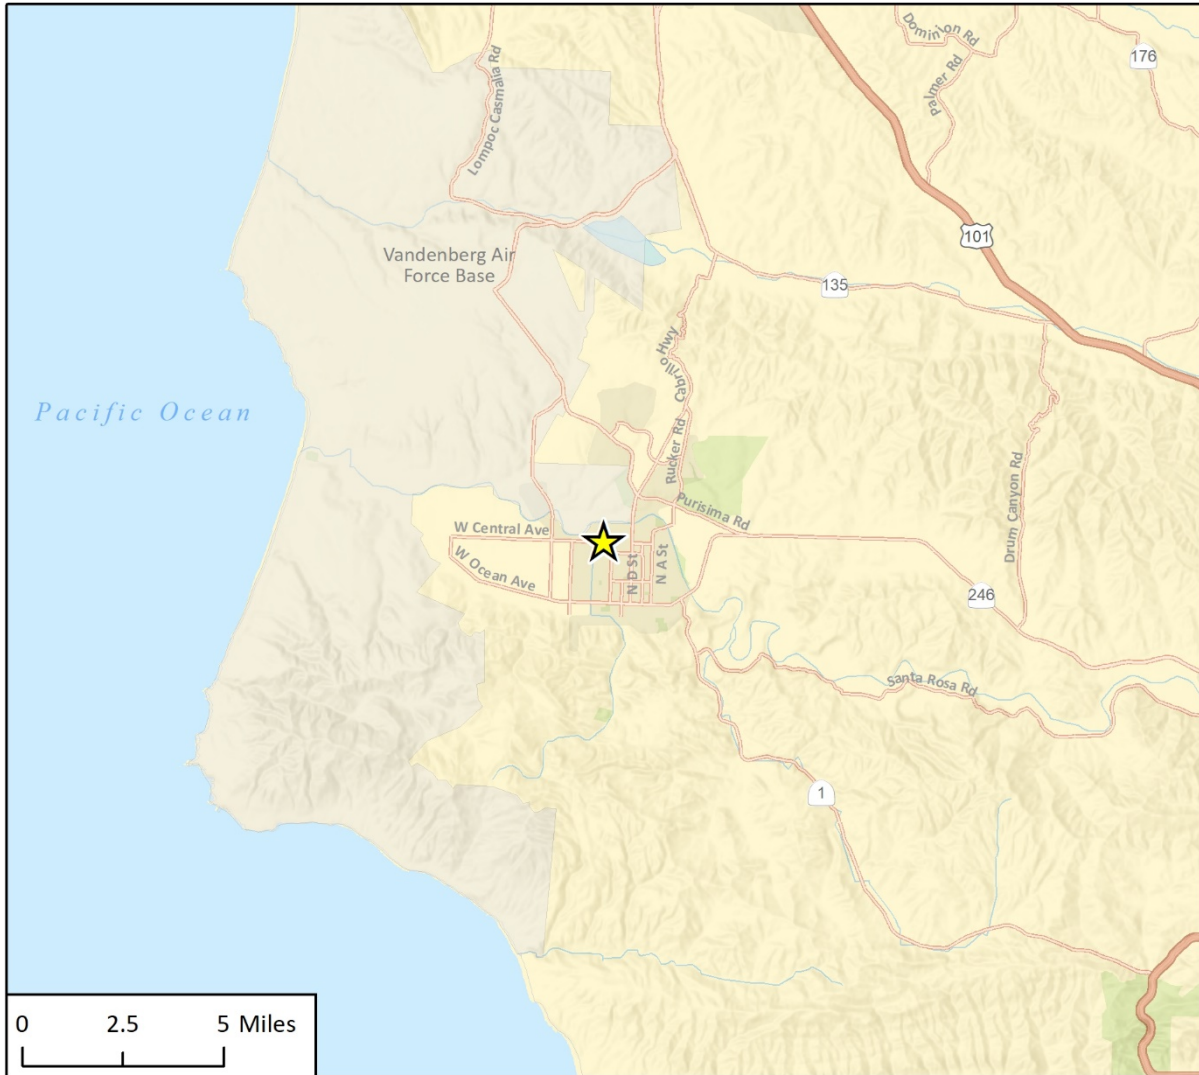 Dominion Rd
176
Palmer Rd
Lompoc Casmalia Rd
101
Vandenberg Air
Force Base
135
Cabrillo Hwy
Pacific Ocean
Rucker Rd
Purisima Rd
Drum Canyon Rd
W Central Ave
W Ocean Ave
N D St
N A St
246
Santa Rosa Rd
1
0 2.5 5 Miles